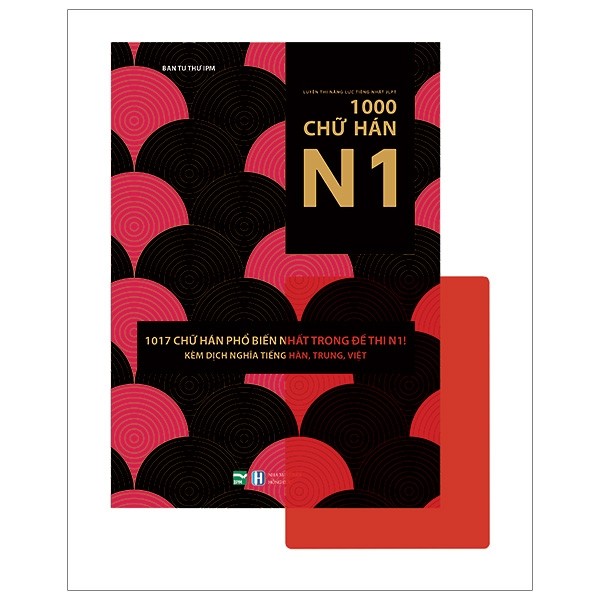 BAN TU THƯ IPM
LUYỆN THI NĂNG LỰC TIẾNG NHẬT JLPT
1000
CHỮ HÁN
N1
1017 CHỮ HÁN PHỔ BIẾN NHẤT TRONG ĐỀ THI N1!
KÈM DỊCH NGHĨA TIẾNG HÀN, TRUNG, VIỆT
IPM
H